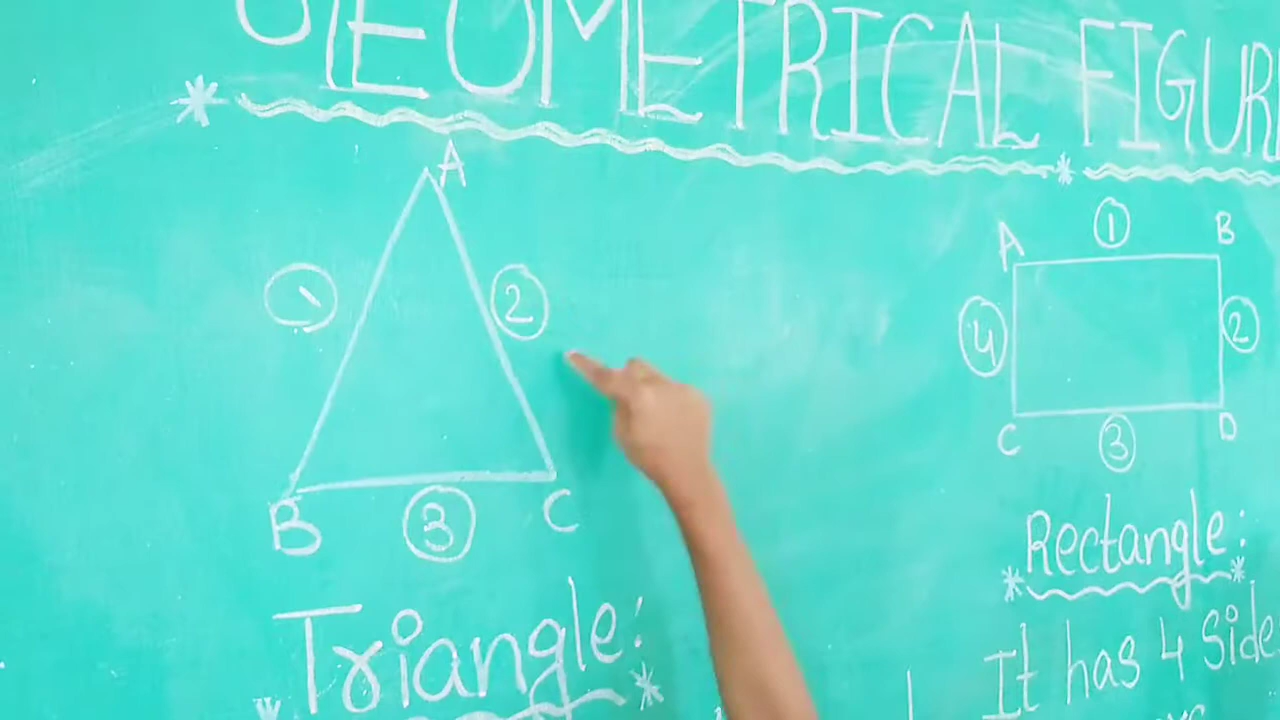 GEOMETRICAL FIGUR
A
1
2
B
3
C
Triangle:
A
1
B
4
2
C
3
D
Rectangle:
It has 4 side